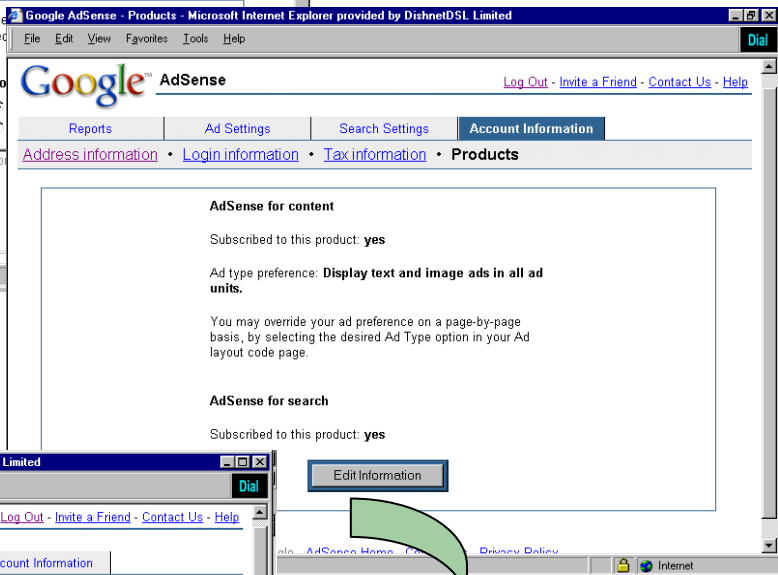 Google AdSense - Products - Microsoft Internet Explorer provided by DishnetDSL Limited
File Edit View Favorites Tools Help
Dial
Google™ AdSense
Log Out - Invite a Friend - Contact Us - Help
Reports Ad Settings Search Settings Account Information
Address information • Login information • Tax information • Products
AdSense for content
Subscribed to this product: yes
Ad type preference: Display text and image ads in all ad
units.
You may override your ad preference on a page-by-page
basis, by selecting the desired Ad Type option in your Ad
layout code page.
AdSense for search
Subscribed to this product: yes
Edit Information
Limited
Dial
Log Out - Invite a Friend - Contact Us - Help
count Information
AdSense Home Privacy Policy
Internet